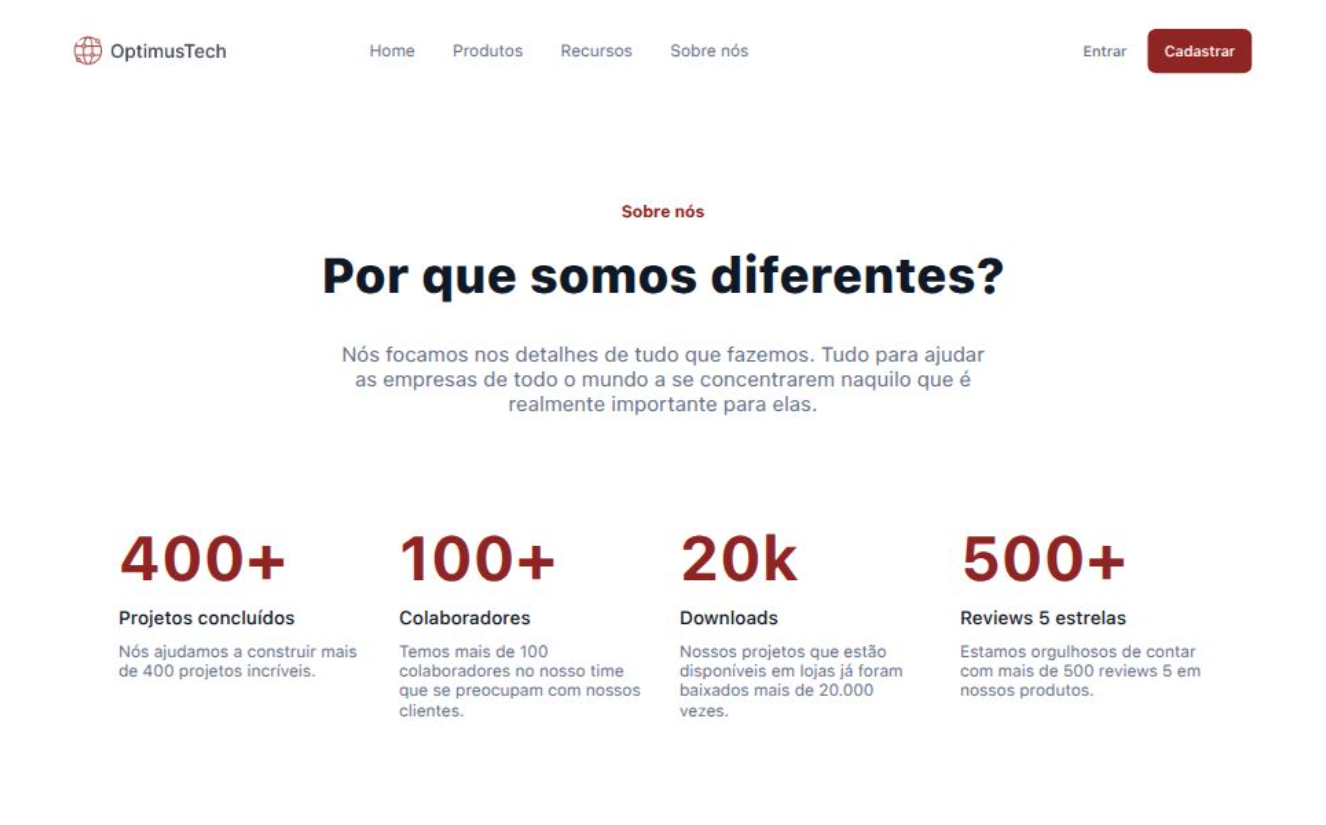 OptimusTech
Home
Produtos
Recursos
Sobre nós
Entrar
Cadastrar
Sobre nós
Por que somos diferentes?
Nós focamos nos detalhes de tudo que fazemos. Tudo para ajudar
as empresas de todo o mundo a se concentrarem naquilo que é
realmente importante para elas.
400+
Projetos concluídos
Nós ajudamos a construir mais
de 400 projetos incríveis.
100+
Colaboradores
Temos mais de 100
colaboradores no nosso time
que se preocupam com nossos
clientes.
20k
Downloads
Nossos projetos que estão
disponíveis em lojas já foram
baixados mais de 20.000
vezes.
500+
Reviews 5 estrelas
Estamos orgulhosos de contar
com mais de 500 reviews 5 em
nossos produtos.